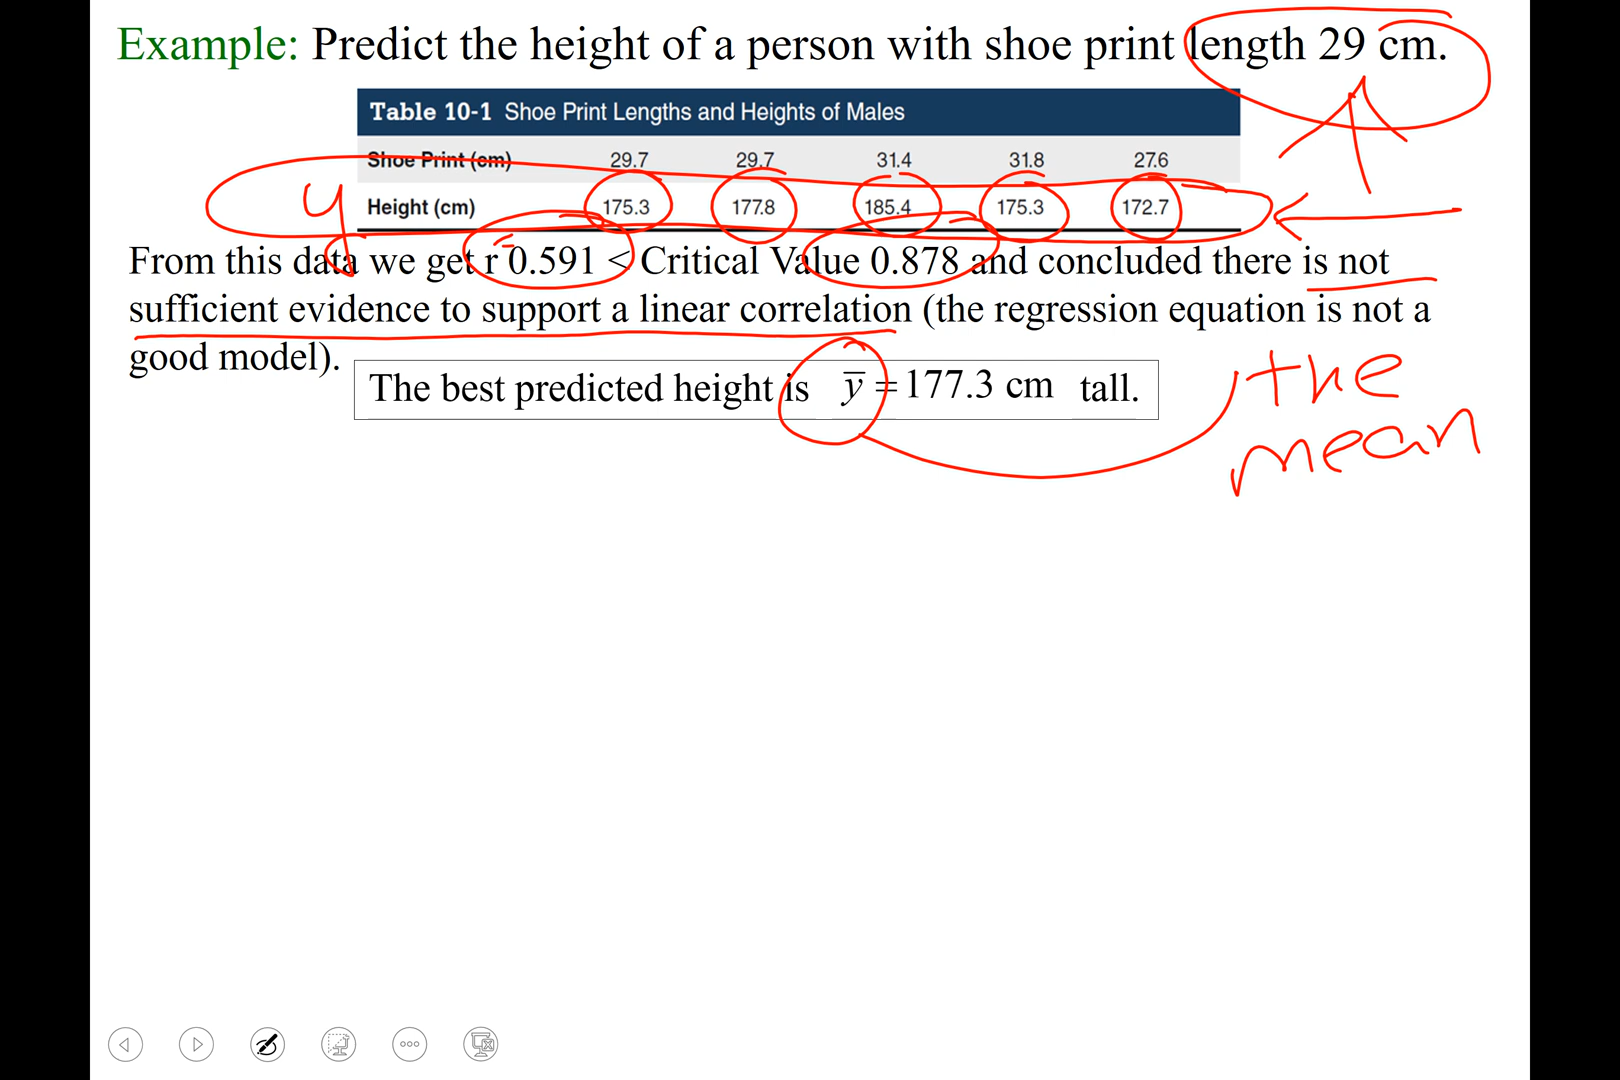 Example: Predict the height of a person with shoe print length 29 cm.
Table 10-1 Shoe Print Lengths and Heights of Males
Shoe Print (cm) 29.7 29.7 31.4 31.8 27.6
y Height (cm) 175.3 177.8 185.4 175.3 172.7
From this data we get r = 0.591 < Critical Value 0.878 and concluded there is not
sufficient evidence to support a linear correlation (the regression equation is not a
good model).
The best predicted height is ȳ = 177.3 cm tall.
the
mean